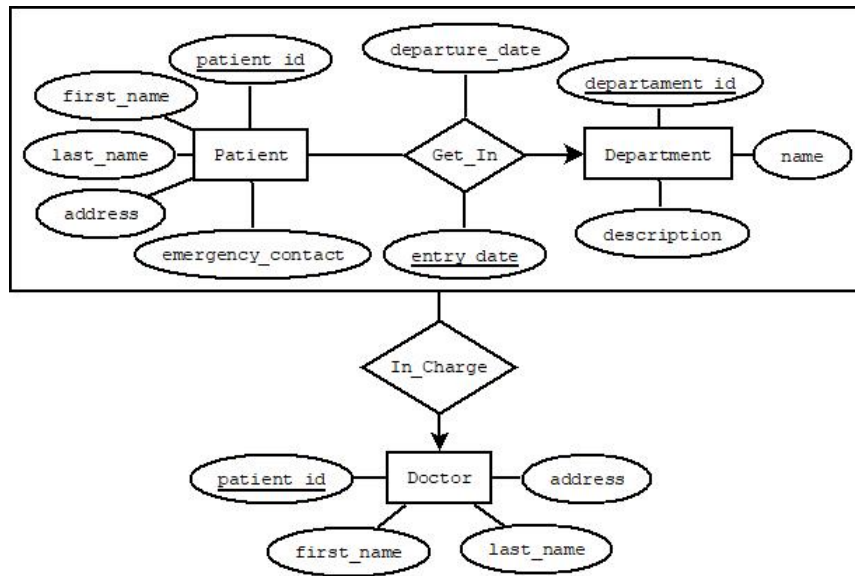 patient_id
departure_date
departament_id
first_name
last_name
Patient
Get_In
Department
name
address
emergency_contact
entry_date
description
In_Charge
patient_id
Doctor
address
first_name
last_name